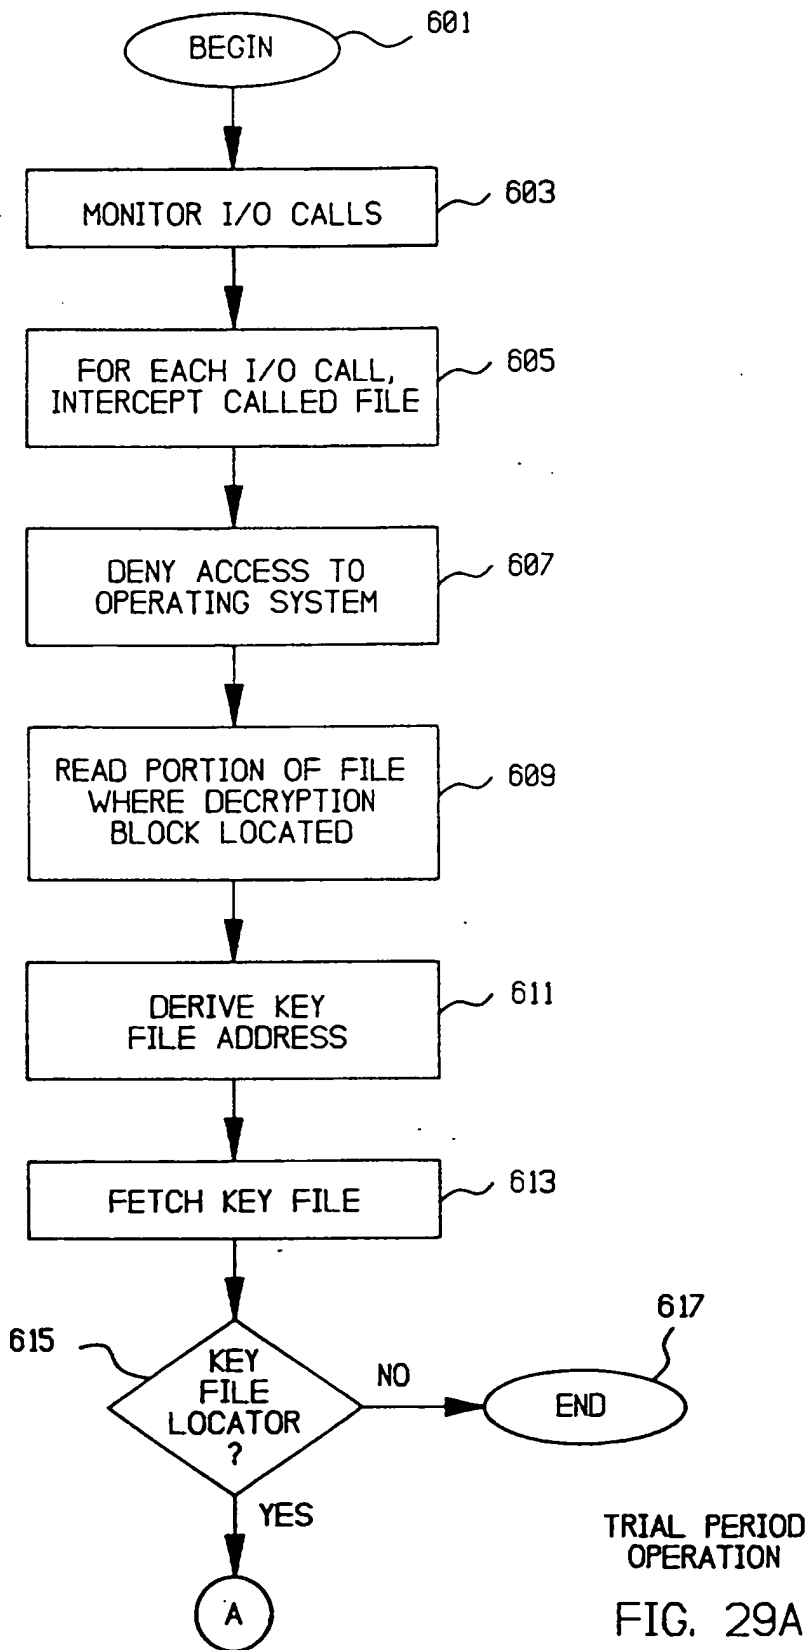 601
BEGIN
603
MONITOR I/O CALLS
605
FOR EACH I/O CALL,
INTERCEPT CALLED FILE
607
DENY ACCESS TO
OPERATING SYSTEM
609
READ PORTION OF FILE
WHERE DECRYPTION
BLOCK LOCATED
611
DERIVE KEY
FILE ADDRESS
613
FETCH KEY FILE
615
KEY
FILE
LOCATOR
?
NO
617
END
YES
A
TRIAL PERIOD
OPERATION
FIG. 29A